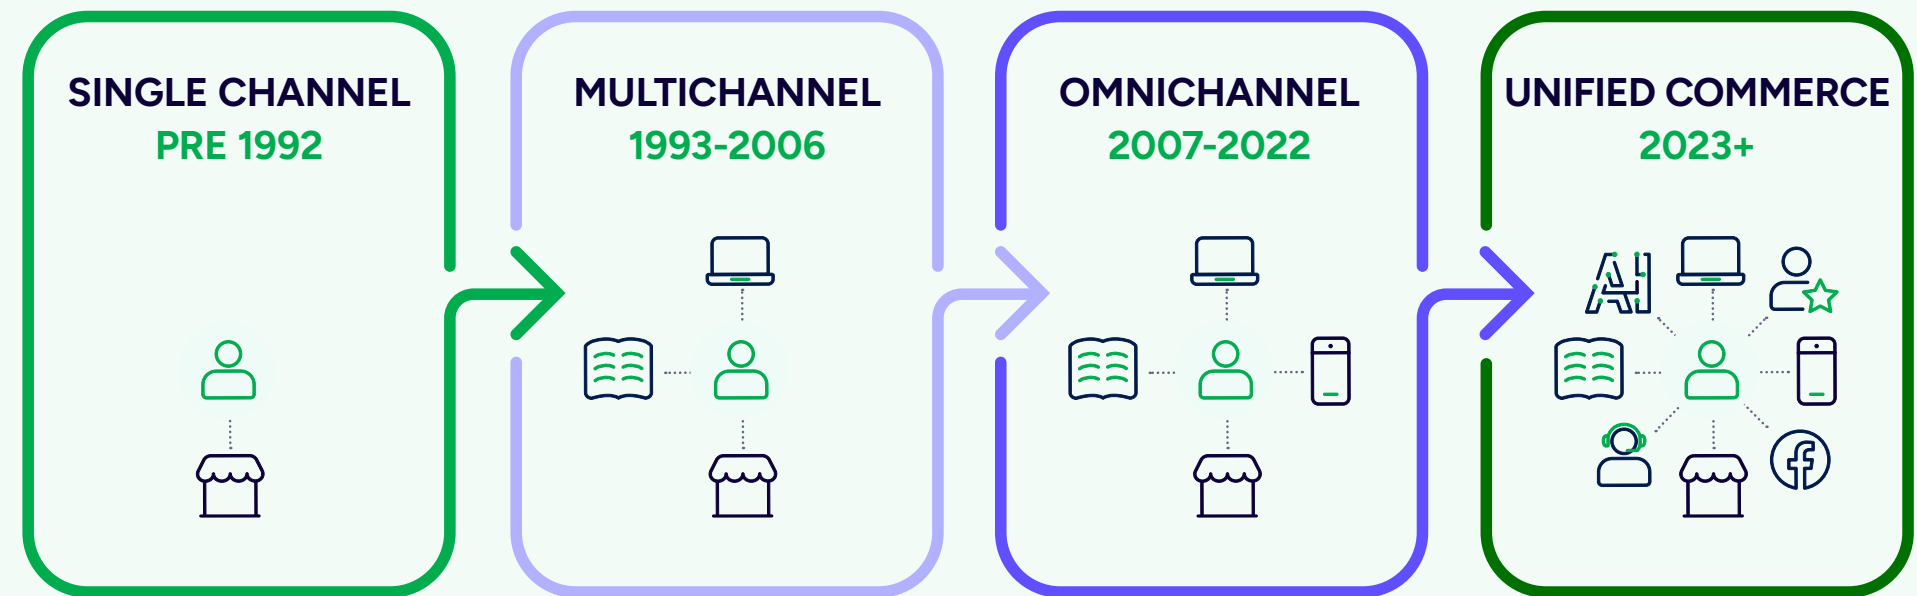 SINGLE CHANNEL
PRE 1992
MULTICHANNEL
1993-2006
OMNICHANNEL
2007-2022
UNIFIED COMMERCE
2023+
AI